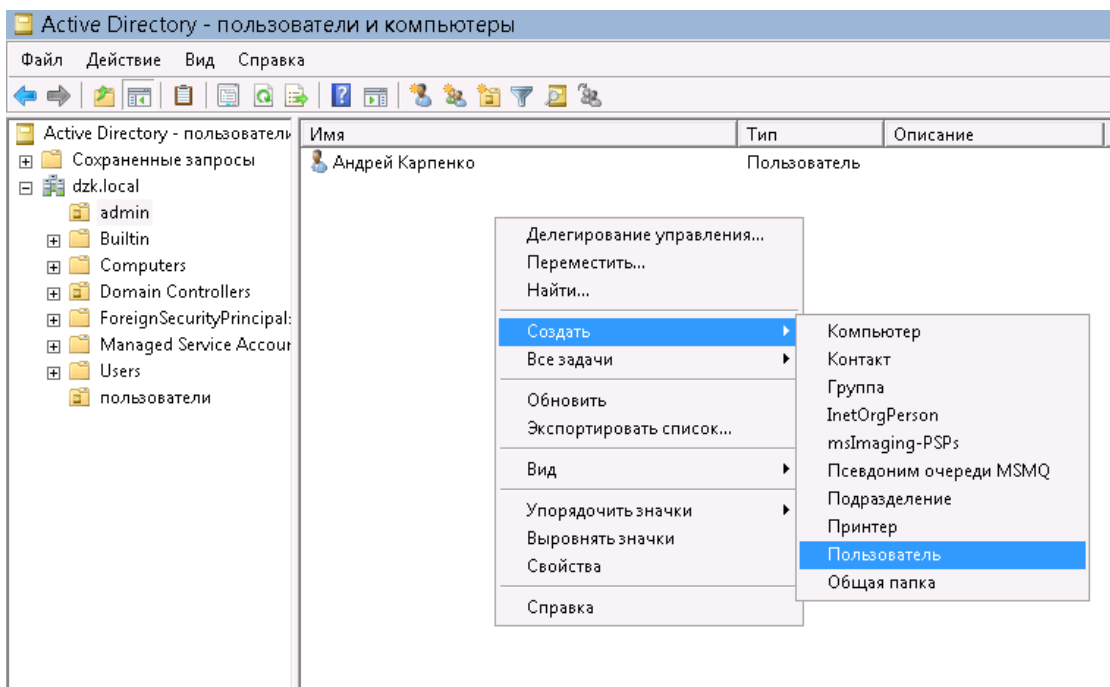 Active Directory - пользователи и компьютеры
Файл Действие Вид Справка
Active Directory - пользователи
Сохраненные запросы
dzk.local
admin
Builtin
Computers
Domain Controllers
ForeignSecurityPrincipal:
Managed Service Accour
Users
пользователи
Имя Тип Описание
Андрей Карпенко Пользователь
Делегирование управления...
Переместить...
Найти...
Создать
Все задачи
Обновить
Экспортировать список...
Вид
Упорядочить значки
Выровнять значки
Свойства
Справка
Компьютер
Контакт
Группа
InetOrgPerson
msImaging-PSPs
Псевдоним очереди MSMQ
Подразделение
Принтер
Пользователь
Общая папка